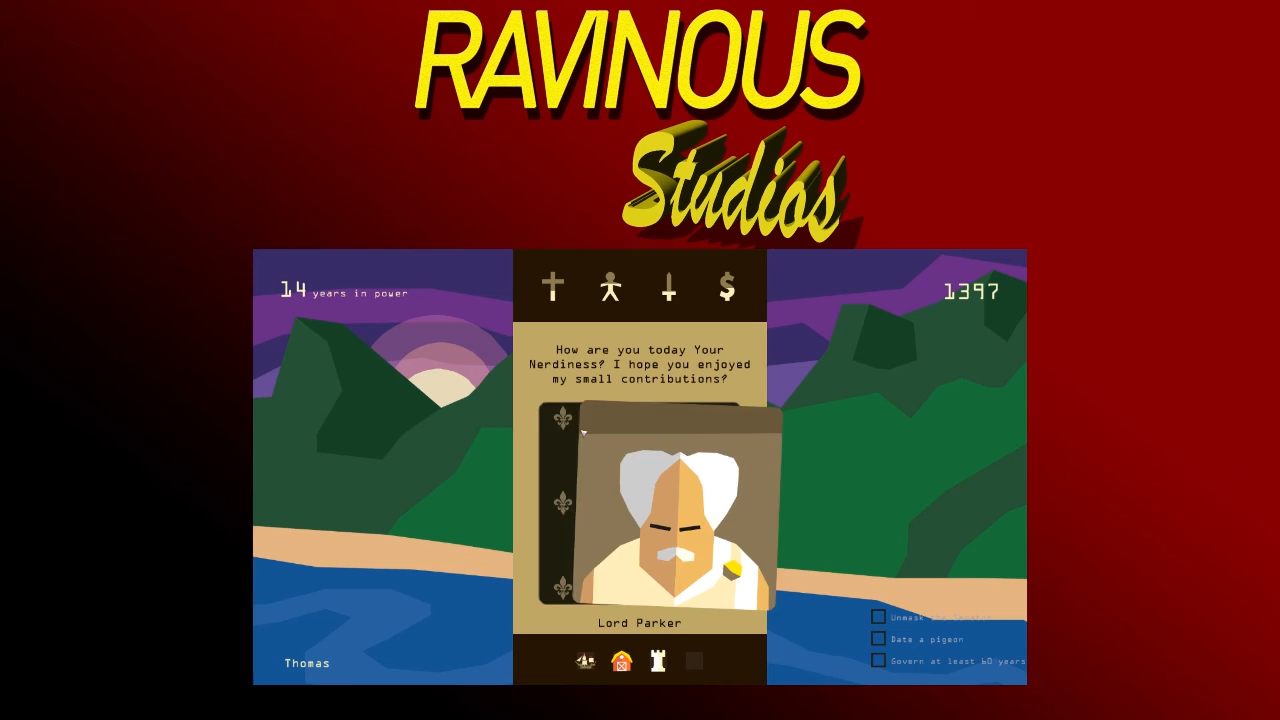 RAVINOUS
Studios
14 years in power
1397
How are you today Your
Nerdiness? I hope you enjoyed
my small contributions?
Lord Parker
Thomas
Unmask
Date a pigeon
Govern at least 60 years